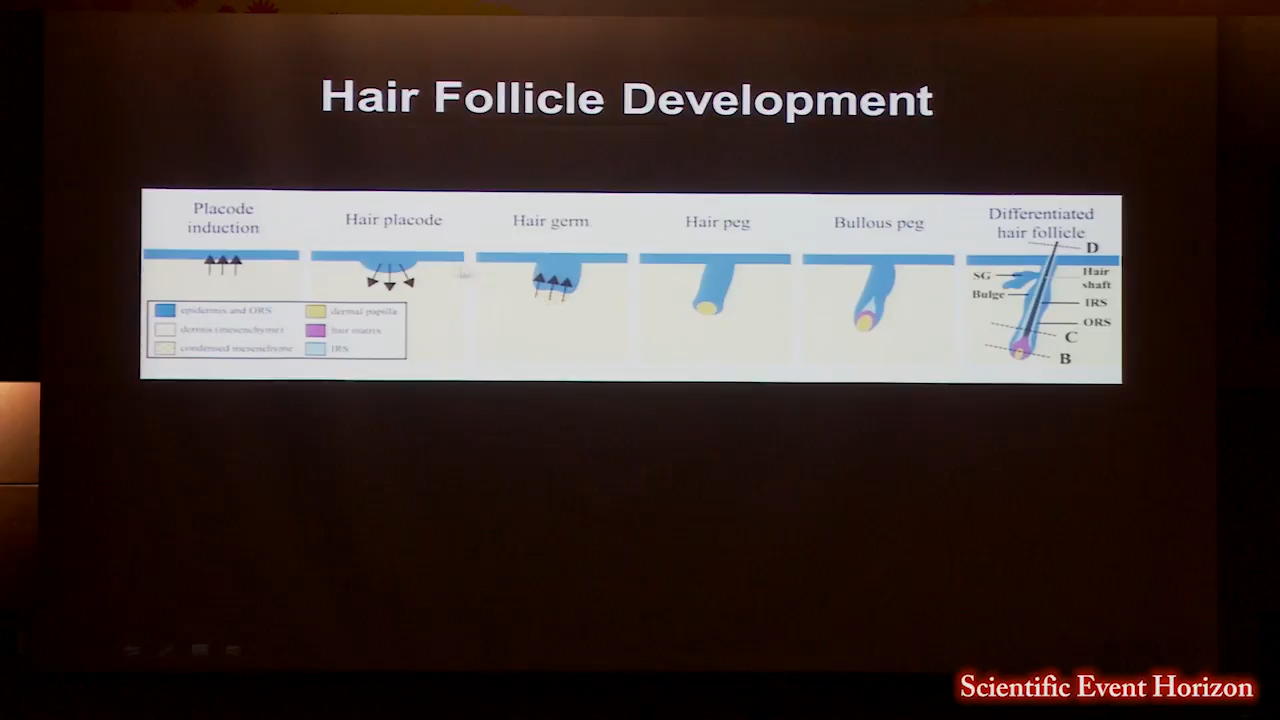 Hair Follicle Development
Placode
induction
Hair placode
Hair germ
Hair peg
Bullous peg
Differentiated
hair follicle
D
SG
Hair
shaft
Bulge
IRS
ORS
C
B
epidermis and ORS
dermal papilla
dermis (mesenchyme)
hair matrix
condensed mesenchyme
IRS
Scientific Event Horizon